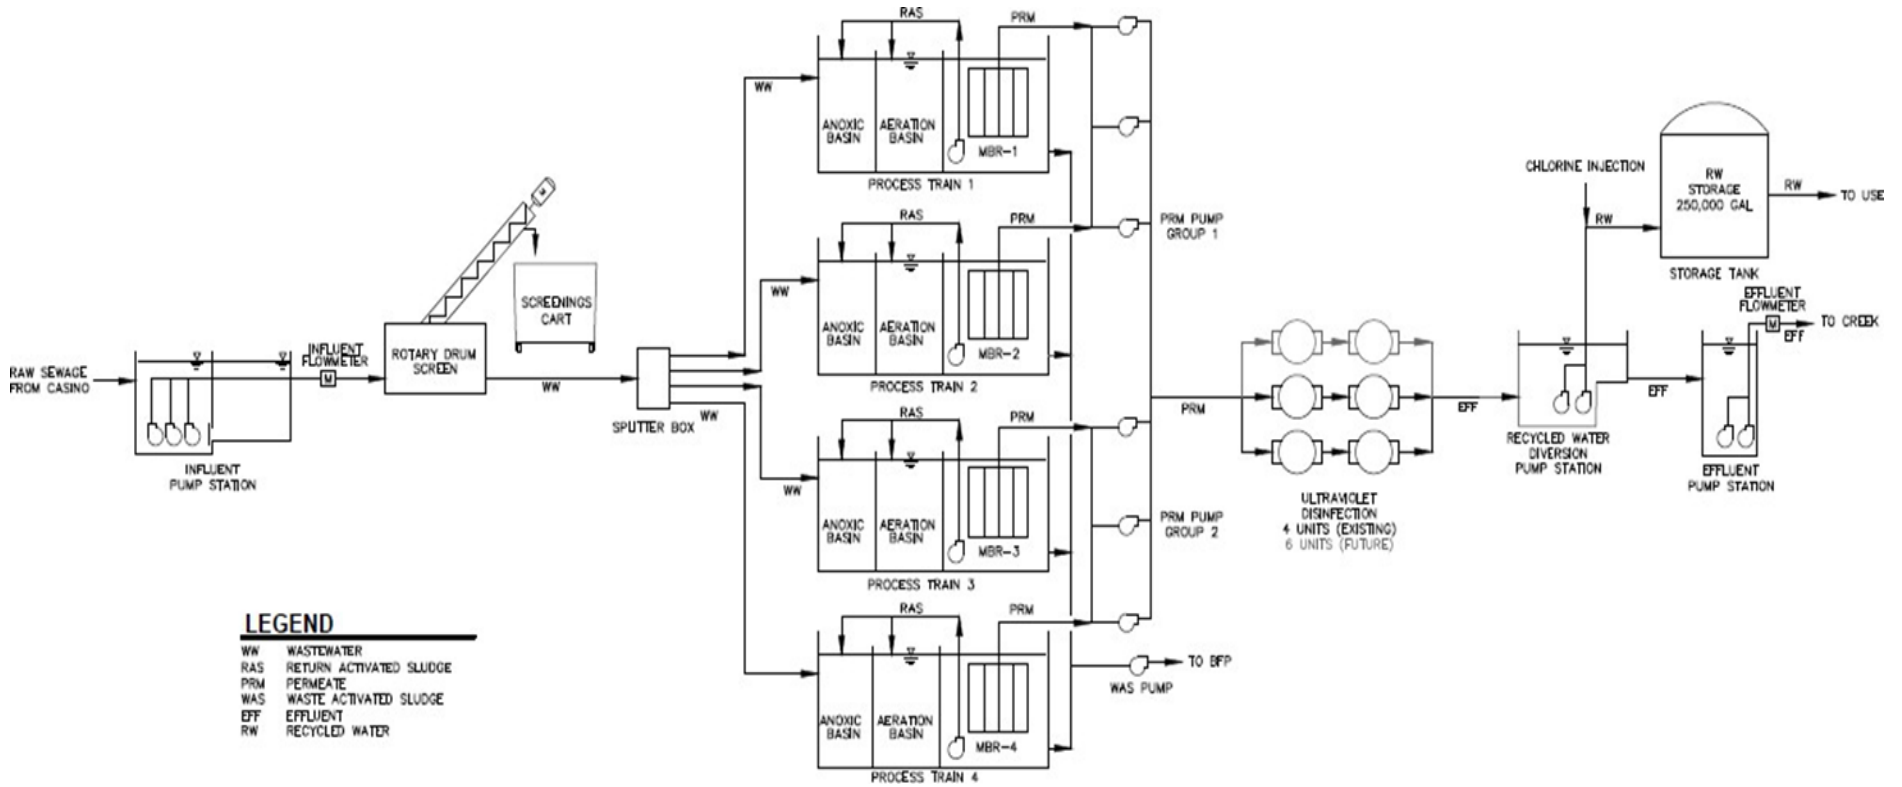 RAW SEWAGE
FROM CASINO
INFLUENT
PUMP STATION
INFLUENT
FLOWMETER
M
ROTARY DRUM
SCREEN
M
SCREENINGS
CART
WW
SPLITTER BOX
WW
WW
WW
WW
RAS
PRM
ANOXIC
BASIN
AERATION
BASIN
MBR-1
PROCESS TRAIN 1
RAS
PRM
ANOXIC
BASIN
AERATION
BASIN
MBR-2
PROCESS TRAIN 2
RAS
PRM
ANOXIC
BASIN
AERATION
BASIN
MBR-3
PROCESS TRAIN 3
RAS
PRM
ANOXIC
BASIN
AERATION
BASIN
MBR-4
PROCESS TRAIN 4
PRM PUMP
GROUP 1
PRM PUMP
GROUP 2
WAS PUMP
TO BFP
PRM
ULTRAVIOLET
DISINFECTION
4 UNITS (EXISTING)
6 UNITS (FUTURE)
EFF
CHLORINE INJECTION
RW
RW
STORAGE
250,000 GAL
STORAGE TANK
RW
TO USE
RECYCLED WATER
DIVERSION
PUMP STATION
EFF
EFFLUENT
FLOWMETER
M
EFF
TO CREEK
EFFLUENT
PUMP STATION
LEGEND
WW WASTEWATER
RAS RETURN ACTIVATED SLUDGE
PRM PERMEATE
WAS WASTE ACTIVATED SLUDGE
EFF EFFLUENT
RW RECYCLED WATER